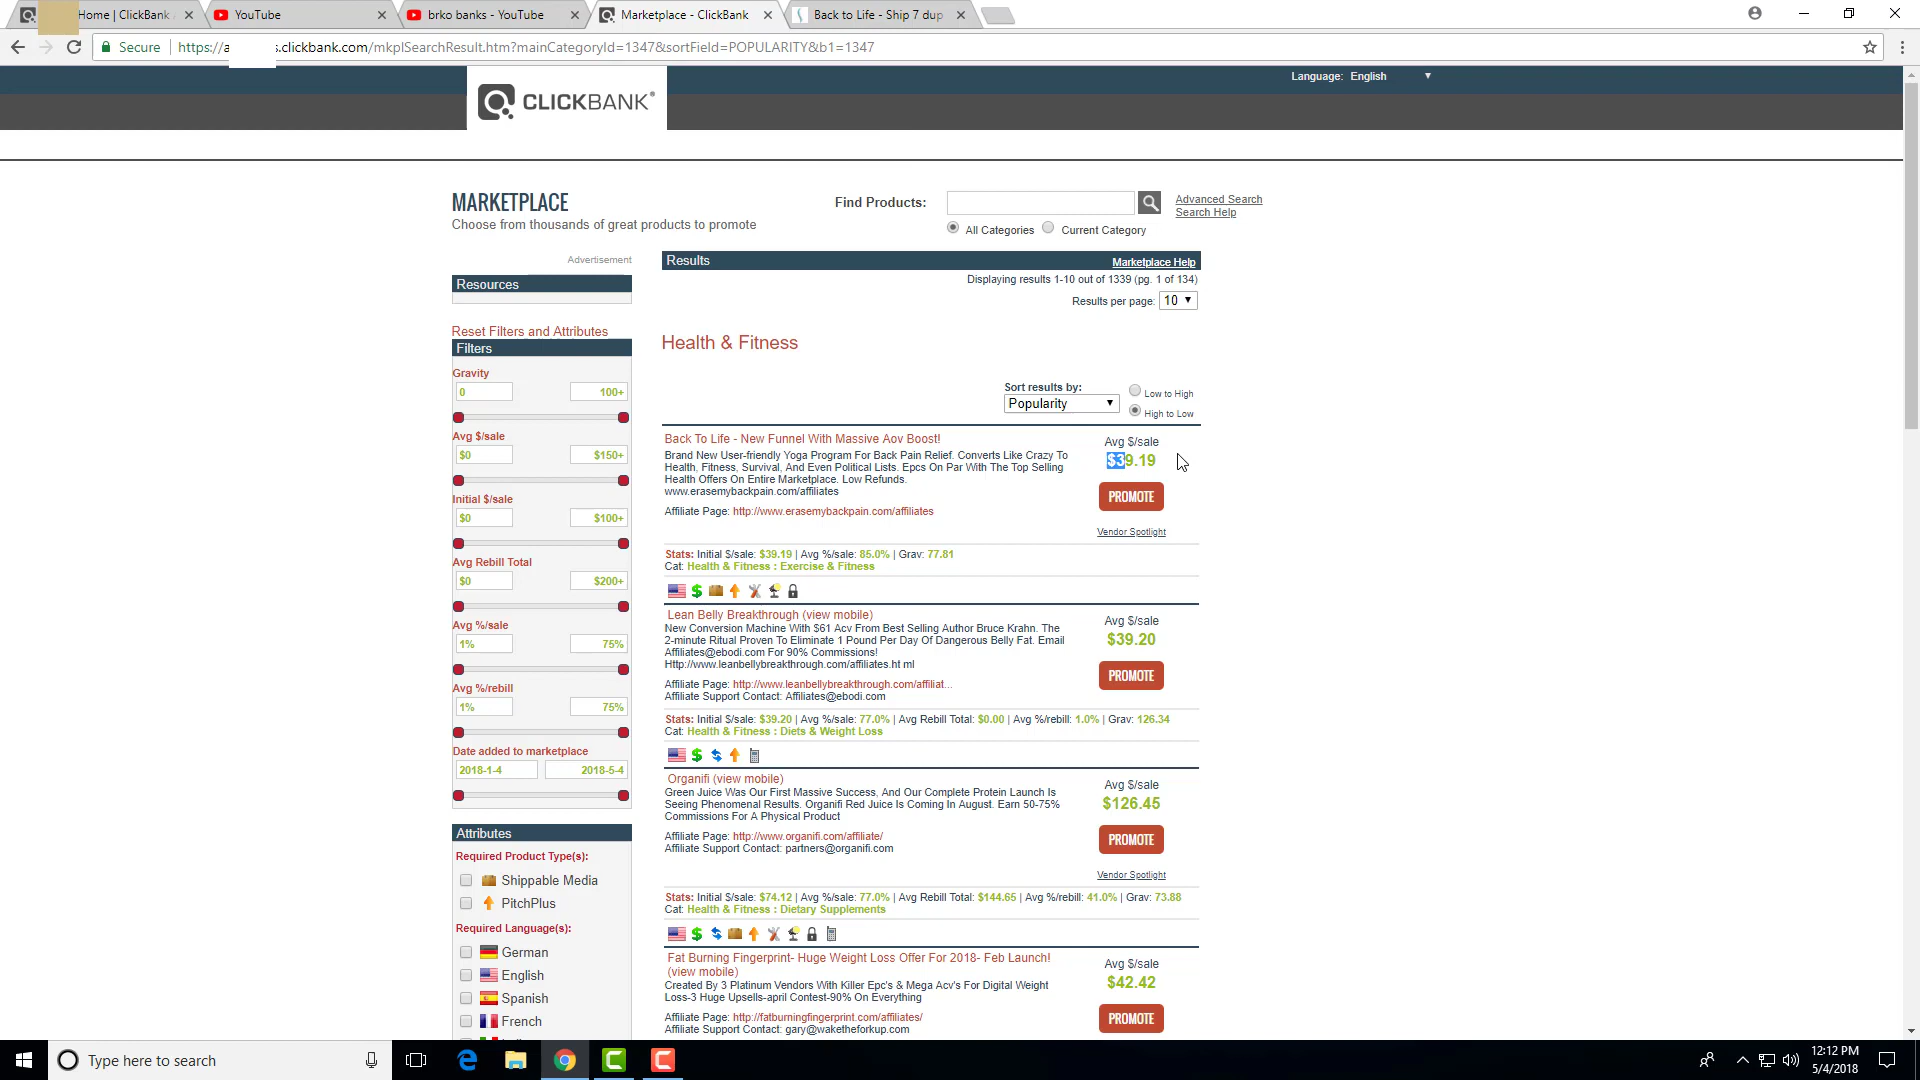 Home | ClickBank
YouTube
brko banks - YouTube
Marketplace - ClickBank
Back to Life - Ship 7 dup
Secure
https://a s.clickbank.com/mkplSearchResult.htm?mainCategoryId=1347&sortField=POPULARITY&b1=1347
Language: English
CLICKBANK®
MARKETPLACE
Choose from thousands of great products to promote
Find Products:
Advanced Search
Search Help
All Categories
Current Category
Advertisement
Resources
Reset Filters and Attributes
Filters
Gravity
0 100+
Avg $/sale
$0 $150+
Initial $/sale
$0 $100+
Avg Rebill Total
$0 $200+
Avg %/sale
1% 75%
Avg %/rebill
1% 75%
Date added to marketplace
2018-1-4 2018-5-4
Attributes
Required Product Type(s):
Shippable Media
PitchPlus
Required Language(s):
German
English
Spanish
French
Results
Marketplace Help
Displaying results 1-10 out of 1339 (pg. 1 of 134)
Results per page: 10
Health & Fitness
Sort results by:
Popularity
Low to High
High to Low
Back To Life - New Funnel With Massive Aov Boost!
Brand New User-friendly Yoga Program For Back Pain Relief. Converts Like Crazy To
Health, Fitness, Survival, And Even Political Lists. Epcs On Par With The Top Selling
Health Offers On Entire Marketplace. Low Refunds.
www.erasemybackpain.com/affiliates
Affiliate Page: http://www.erasemybackpain.com/affiliates
Avg $/sale
$39.19
PROMOTE
Vendor Spotlight
Stats: Initial $/sale: $39.19 | Avg %/sale: 85.0% | Grav: 77.81
Cat: Health & Fitness : Exercise & Fitness
Lean Belly Breakthrough (view mobile)
New Conversion Machine With $61 Acv From Best Selling Author Bruce Krahn. The
2-minute Ritual Proven To Eliminate 1 Pound Per Day Of Dangerous Belly Fat. Email
Affiliates@ebodi.com For 90% Commissions!
Http://www.leanbellybreakthrough.com/affiliates.ht ml
Affiliate Page: http://www.leanbellybreakthrough.com/affiliat...
Affiliate Support Contact: Affiliates@ebodi.com
Avg $/sale
$39.20
PROMOTE
Stats: Initial $/sale: $39.20 | Avg %/sale: 77.0% | Avg Rebill Total: $0.00 | Avg %/rebill: 1.0% | Grav: 126.34
Cat: Health & Fitness : Diets & Weight Loss
Organifi (view mobile)
Green Juice Was Our First Massive Success, And Our Complete Protein Launch Is
Seeing Phenomenal Results. Organifi Red Juice Is Coming In August. Earn 50-75%
Commissions For A Physical Product
Affiliate Page: http://www.organifi.com/affiliate/
Affiliate Support Contact: partners@organifi.com
Avg $/sale
$126.45
PROMOTE
Vendor Spotlight
Stats: Initial $/sale: $74.12 | Avg %/sale: 77.0% | Avg Rebill Total: $144.65 | Avg %/rebill: 41.0% | Grav: 73.88
Cat: Health & Fitness : Dietary Supplements
Fat Burning Fingerprint- Huge Weight Loss Offer For 2018- Feb Launch!
(view mobile)
Created By 3 Platinum Vendors With Killer Epc's & Mega Acv's For Digital Weight
Loss-3 Huge Upsells-april Contest-90% On Everything
Affiliate Page: http://fatburningfingerprint.com/affiliates/
Affiliate Support Contact: gary@waketheforkup.com
Avg $/sale
$42.42
PROMOTE
Type here to search
12:12 PM
5/4/2018